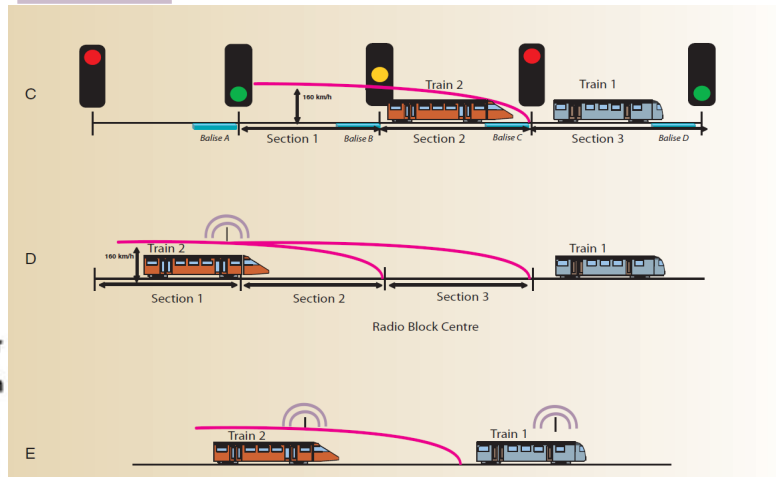 C
160 km/h
Train 2
Train 1
Balise A
Section 1
Balise B
Section 2
Balise C
Section 3
Balise D
D
Train 2
160 km/h
Train 1
Section 1
Section 2
Section 3
Radio Block Centre
E
Train 2
Train 1